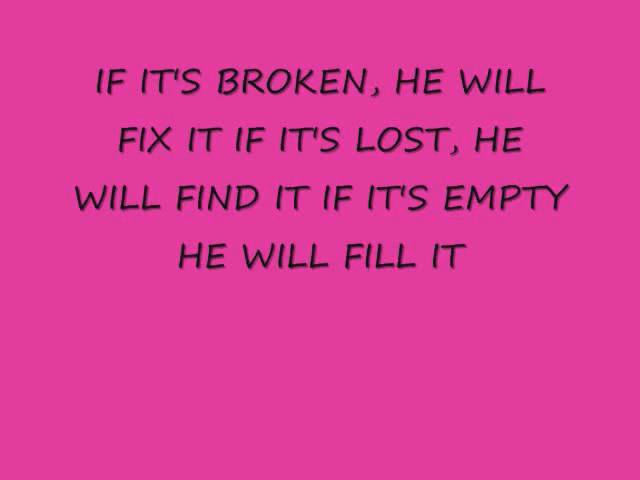 IF IT'S BROKEN, HE WILL
FIX IT IF IT'S LOST, HE
WILL FIND IT IF IT'S EMPTY
HE WILL FILL IT